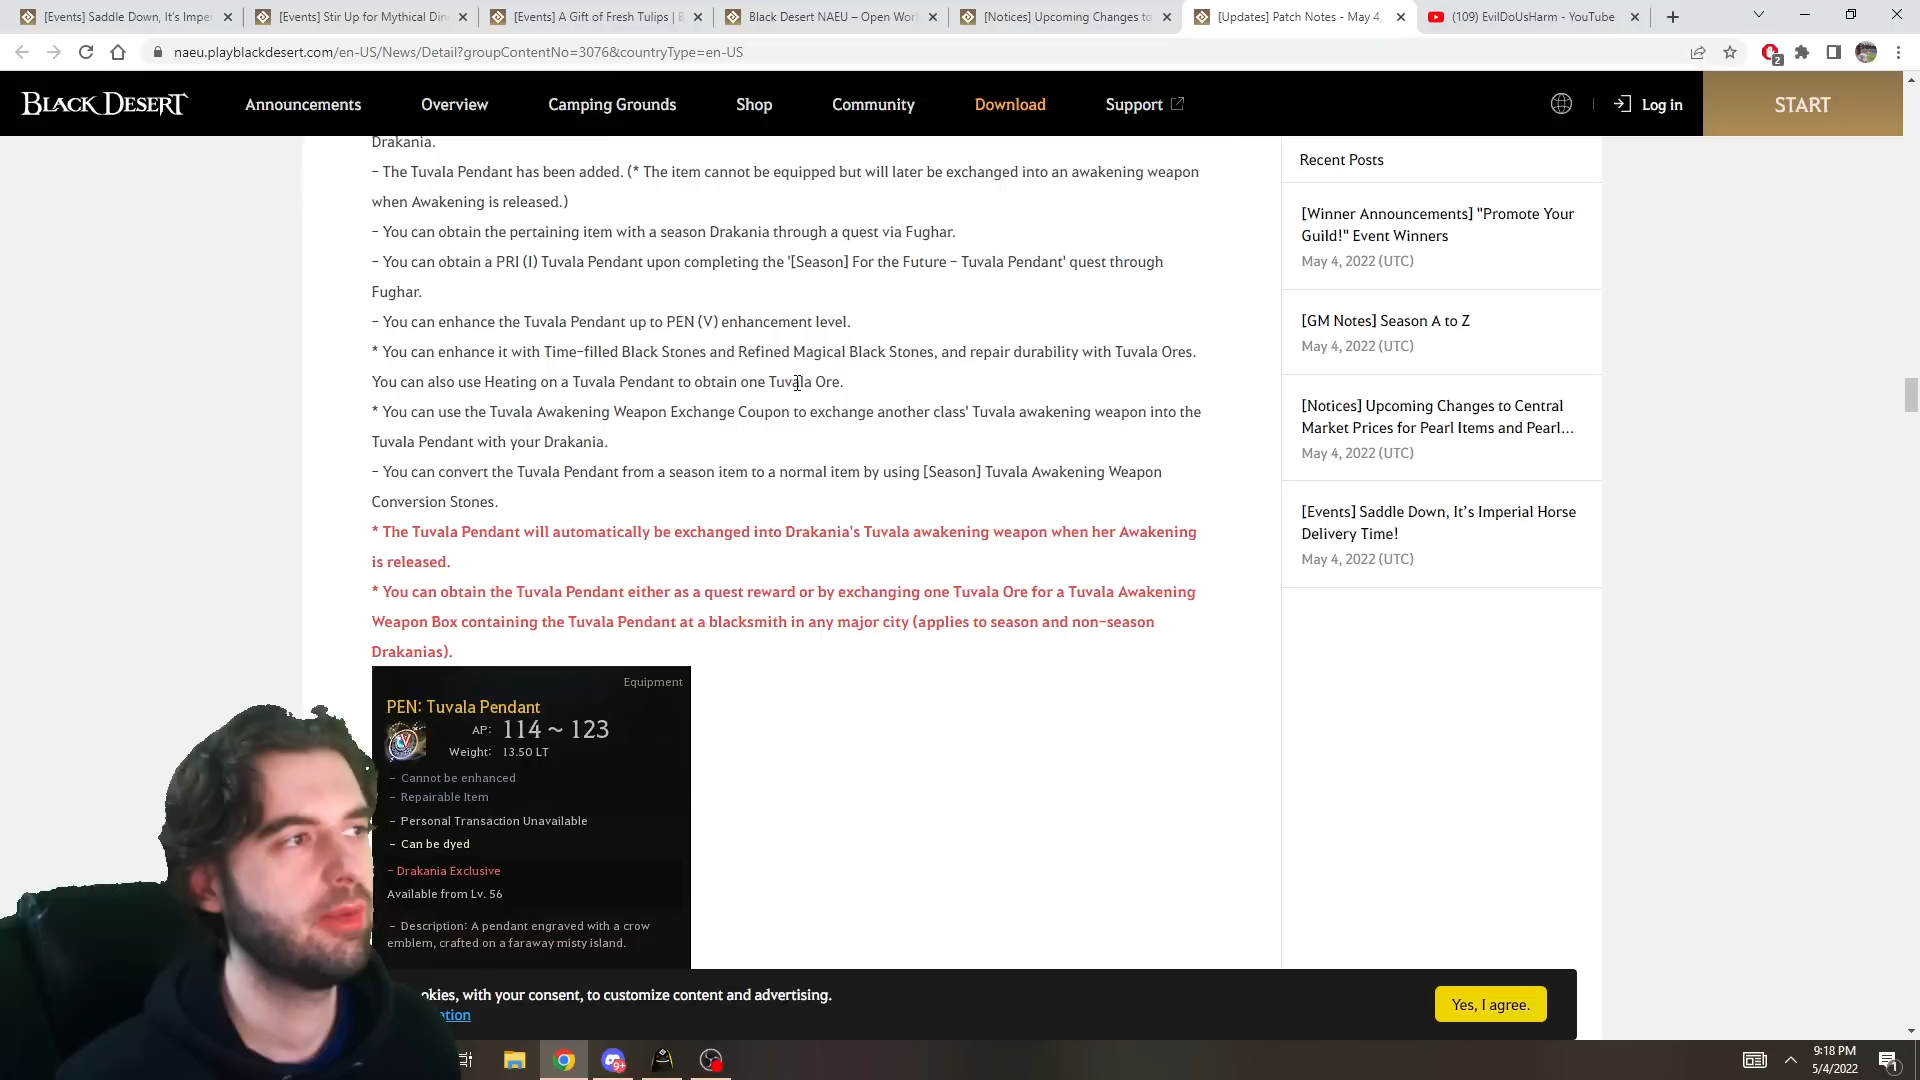 [Events] Saddle Down, It's Impe
[Events] Stir Up for Mythical Din
[Events] A Gift of Fresh Tulips | B
Black Desert NAEU – Open Wor
[Notices] Upcoming Changes to
[Updates] Patch Notes - May 4,
(109) EvilDoUsHarm - YouTube
naeu.playblackdesert.com/en-US/News/Detail?groupContentNo=3076&countryType=en-US
2
BLACK DESERT
Announcements
Overview
Camping Grounds
Shop
Community
Download
Support
Log in
START
Drakania.
- The Tuvala Pendant has been added. (* The item cannot be equipped but will later be exchanged into an awakening weapon
when Awakening is released.)
- You can obtain the pertaining item with a season Drakania through a quest via Fughar.
- You can obtain a PRI (I) Tuvala Pendant upon completing the '[Season] For the Future - Tuvala Pendant' quest through
Fughar.
- You can enhance the Tuvala Pendant up to PEN (V) enhancement level.
* You can enhance it with Time-filled Black Stones and Refined Magical Black Stones, and repair durability with Tuvala Ores.
You can also use Heating on a Tuvala Pendant to obtain one Tuvala Ore.
* You can use the Tuvala Awakening Weapon Exchange Coupon to exchange another class' Tuvala awakening weapon into the
Tuvala Pendant with your Drakania.
- You can convert the Tuvala Pendant from a season item to a normal item by using [Season] Tuvala Awakening Weapon
Conversion Stones.
* The Tuvala Pendant will automatically be exchanged into Drakania's Tuvala awakening weapon when her Awakening
is released.
* You can obtain the Tuvala Pendant either as a quest reward or by exchanging one Tuvala Ore for a Tuvala Awakening
Weapon Box containing the Tuvala Pendant at a blacksmith in any major city (applies to season and non-season
Drakanias).
Equipment
PEN: Tuvala Pendant
AP: 114 ~ 123
Weight: 13.50 LT
V
- Cannot be enhanced
- Repairable Item
- Personal Transaction Unavailable
- Can be dyed
- Drakania Exclusive
Available from Lv. 56
- Description: A pendant engraved with a crow
emblem, crafted on a faraway misty island.
Recent Posts
[Winner Announcements] "Promote Your
Guild!" Event Winners
May 4, 2022 (UTC)
[GM Notes] Season A to Z
May 4, 2022 (UTC)
[Notices] Upcoming Changes to Central
Market Prices for Pearl Items and Pearl...
May 4, 2022 (UTC)
[Events] Saddle Down, It's Imperial Horse
Delivery Time!
May 4, 2022 (UTC)
okies, with your consent, to customize content and advertising.
ation
Yes, I agree.
9+
9:18 PM
5/4/2022
1